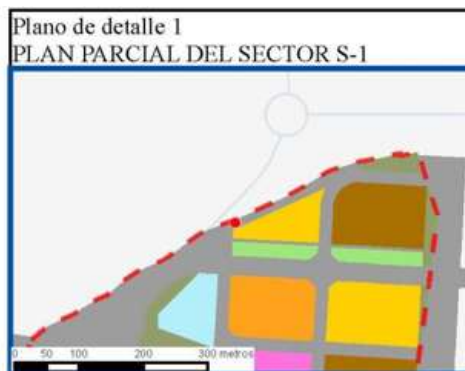 Plano de detalle 1
PLAN PARCIAL DEL SECTOR S-1
0 50 100 200 300 metros